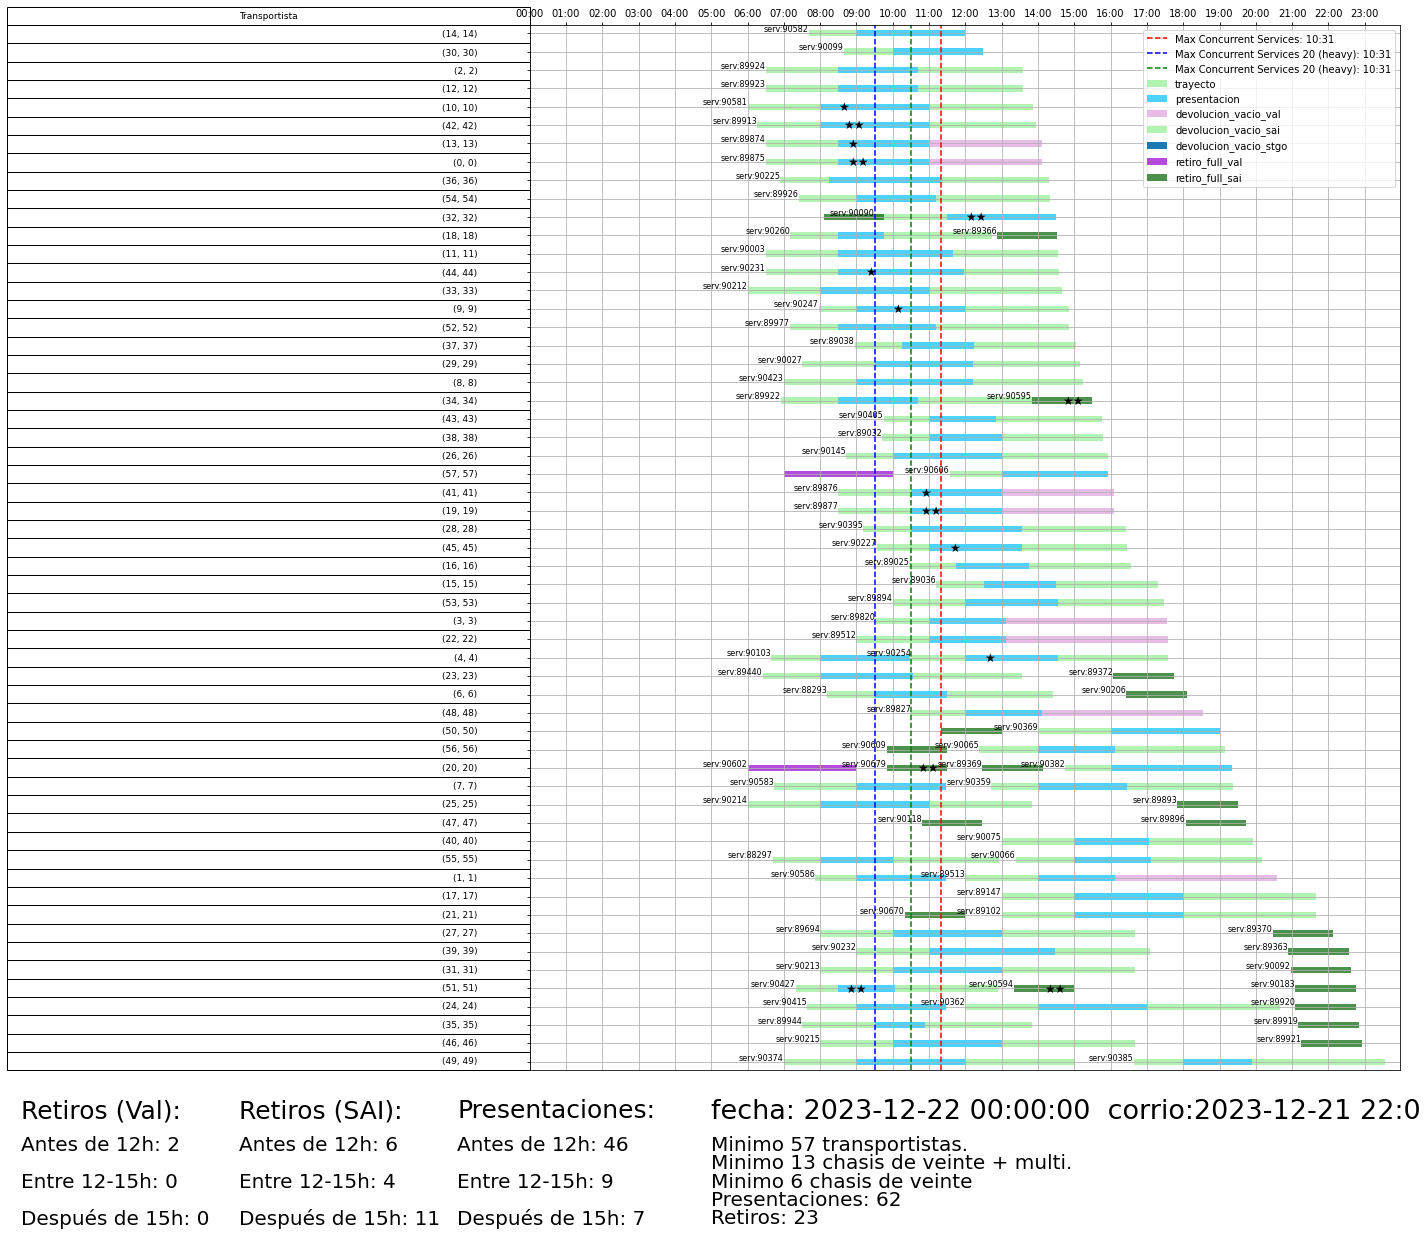 Transportista 00:00 01:00 02:00 03:00 04:00 05:00 06:00 07:00 08:00 09:00 10:00 11:00 12:00 13:00 14:00 15:00 16:00 17:00 18:00 19:00 20:00 21:00 22:00 23:00
Max Concurrent Services: 10:31
Max Concurrent Services 20 (heavy): 10:31
Max Concurrent Services 20 (heavy): 10:31
trayecto
presentacion
devolucion_vacio_val
devolucion_vacio_sai
devolucion_vacio_stgo
retiro_full_val
retiro_full_sai
(14, 14) serv:90582
(30, 30) serv:90099
(2, 2) serv:89924
(12, 12) serv:89923
(10, 10) serv:90581
(42, 42) serv:89913
(13, 13) serv:89874
(0, 0) serv:89875
(36, 36) serv:90225
(54, 54) serv:89926
(32, 32) serv:90090
(18, 18) serv:90260 serv:89366
(11, 11) serv:90003
(44, 44) serv:90231
(33, 33) serv:90212
(9, 9) serv:90247
(52, 52) serv:89977
(37, 37) serv:89038
(29, 29) serv:90027
(8, 8) serv:90423
(34, 34) serv:89922 serv:90595
(43, 43) serv:90405
(38, 38) serv:89032
(26, 26) serv:90145
(57, 57) serv:90606
(41, 41) serv:89876
(19, 19) serv:89877
(28, 28) serv:90395
(45, 45) serv:90227
(16, 16) serv:89025
(15, 15) serv:89036
(53, 53) serv:89894
(3, 3) serv:89820
(22, 22) serv:89512
(4, 4) serv:90103 serv:90254
(23, 23) serv:89440 serv:89372
(6, 6) serv:88293 serv:90206
(48, 48) serv:89827
(50, 50) serv:90369
(56, 56) serv:90609 serv:90065
(20, 20) serv:90602 serv:90679 serv:89369 serv:90382
(7, 7) serv:90583 serv:90359
(25, 25) serv:90214 serv:89893
(47, 47) serv:90118 serv:89896
(40, 40) serv:90075
(55, 55) serv:88297 serv:90066
(1, 1) serv:90586 serv:89513
(17, 17) serv:89147
(21, 21) serv:90670 serv:89102
(27, 27) serv:89694 serv:89370
(39, 39) serv:90232 serv:89363
(31, 31) serv:90213 serv:90092
(51, 51) serv:90427 serv:90594 serv:90183
(24, 24) serv:90415 serv:90362 serv:89920
(35, 35) serv:89944 serv:89919
(46, 46) serv:90215 serv:89921
(49, 49) serv:90374 serv:90385
Retiros (Val):
Antes de 12h: 2
Entre 12-15h: 0
Después de 15h: 0
Retiros (SAI):
Antes de 12h: 6
Entre 12-15h: 4
Después de 15h: 11
Presentaciones:
Antes de 12h: 46
Entre 12-15h: 9
Después de 15h: 7
fecha: 2023-12-22 00:00:00 corrio:2023-12-21 22:0
Minimo 57 transportistas.
Minimo 13 chasis de veinte + multi.
Minimo 6 chasis de veinte
Presentaciones: 62
Retiros: 23